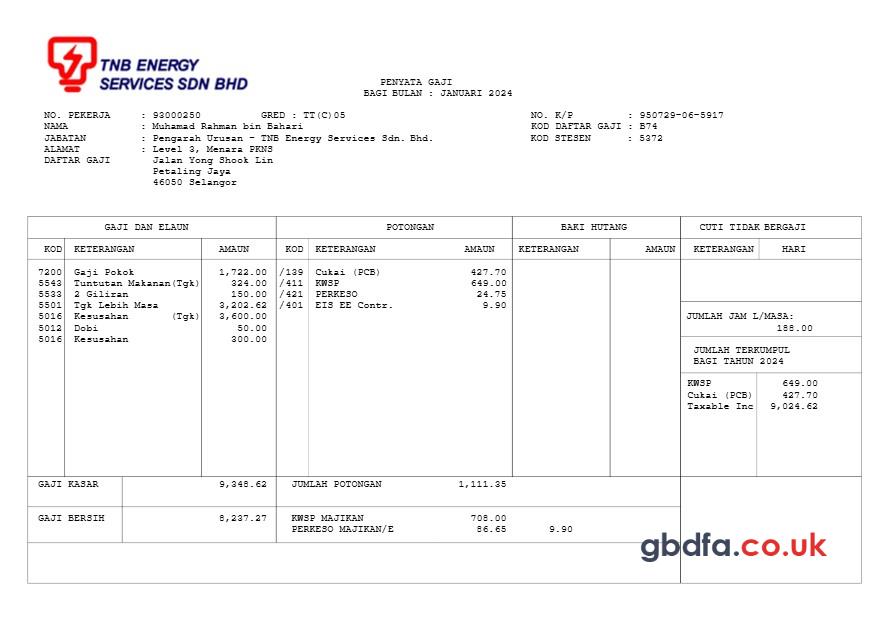 TNB ENERGY
SERVICES SDN BHD
PENYATA GAJI
BAGI BULAN : JANUARI 2024
NO. PEKERJA : 93000250 GRED : TT(C)05 NO. K/P : 950729-06-5917
NAMA : Muhamad Rahman bin Bahari KOD DAFTAR GAJI : B74
JABATAN : Pengarah Urusan - TNB Energy Services Sdn. Bhd. KOD STESEN : 5372
ALAMAT : Level 3, Menara PKNS
DAFTAR GAJI Jalan Yong Shook Lin
Petaling Jaya
46050 Selangor
GAJI DAN ELAUN POTONGAN BAKI HUTANG CUTI TIDAK BERGAJI
KOD KETERANGAN AMAUN KOD KETERANGAN AMAUN KETERANGAN AMAUN KETERANGAN HARI
7200 Gaji Pokok 1,722.00 /139 Cukai (PCB) 427.70
5543 Tuntutan Makanan(Tgk) 324.00 /411 KWSP 649.00
5533 2 Giliran 150.00 /421 PERKESO 24.75
5501 Tgk Lebih Masa 3,202.62 /401 EIS EE Contr. 9.90
5016 Kesusahan (Tgk) 3,600.00 JUMLAH JAM L/MASA:
5012 Dobi 50.00 188.00
5016 Kesusahan 300.00
JUMLAH TERKUMPUL
BAGI TAHUN 2024
KWSP 649.00
Cukai (PCB) 427.70
Taxable Inc 9,024.62
GAJI KASAR 9,348.62 JUMLAH POTONGAN 1,111.35
GAJI BERSIH 8,237.27 KWSP MAJIKAN 708.00
PERKESO MAJIKAN/E 86.65 9.90
gbdfa.co.uk